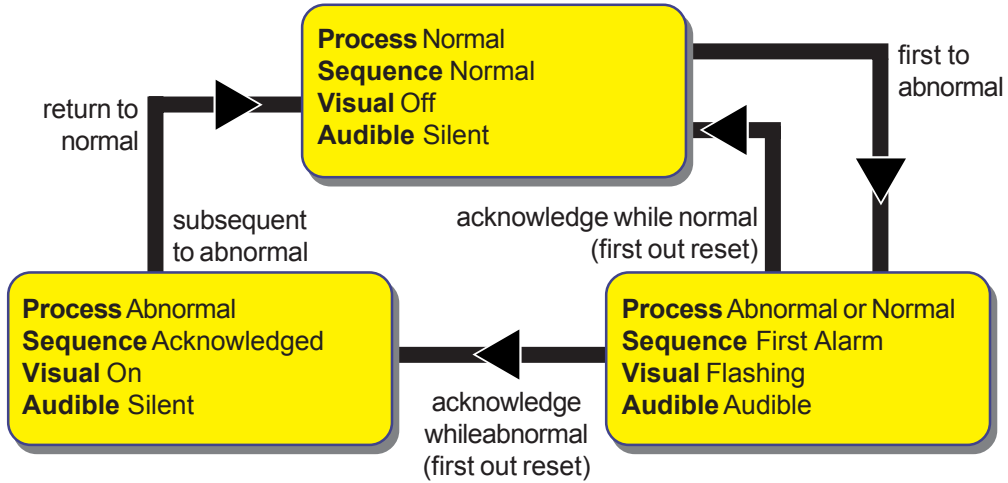 Process Normal
Sequence Normal
Visual Off
Audible Silent
first to
abnormal
return to
normal
subsequent
to abnormal
acknowledge while normal
(first out reset)
Process Abnormal
Sequence Acknowledged
Visual On
Audible Silent
Process Abnormal or Normal
Sequence First Alarm
Visual Flashing
Audible Audible
acknowledge
whileabnormal
(first out reset)